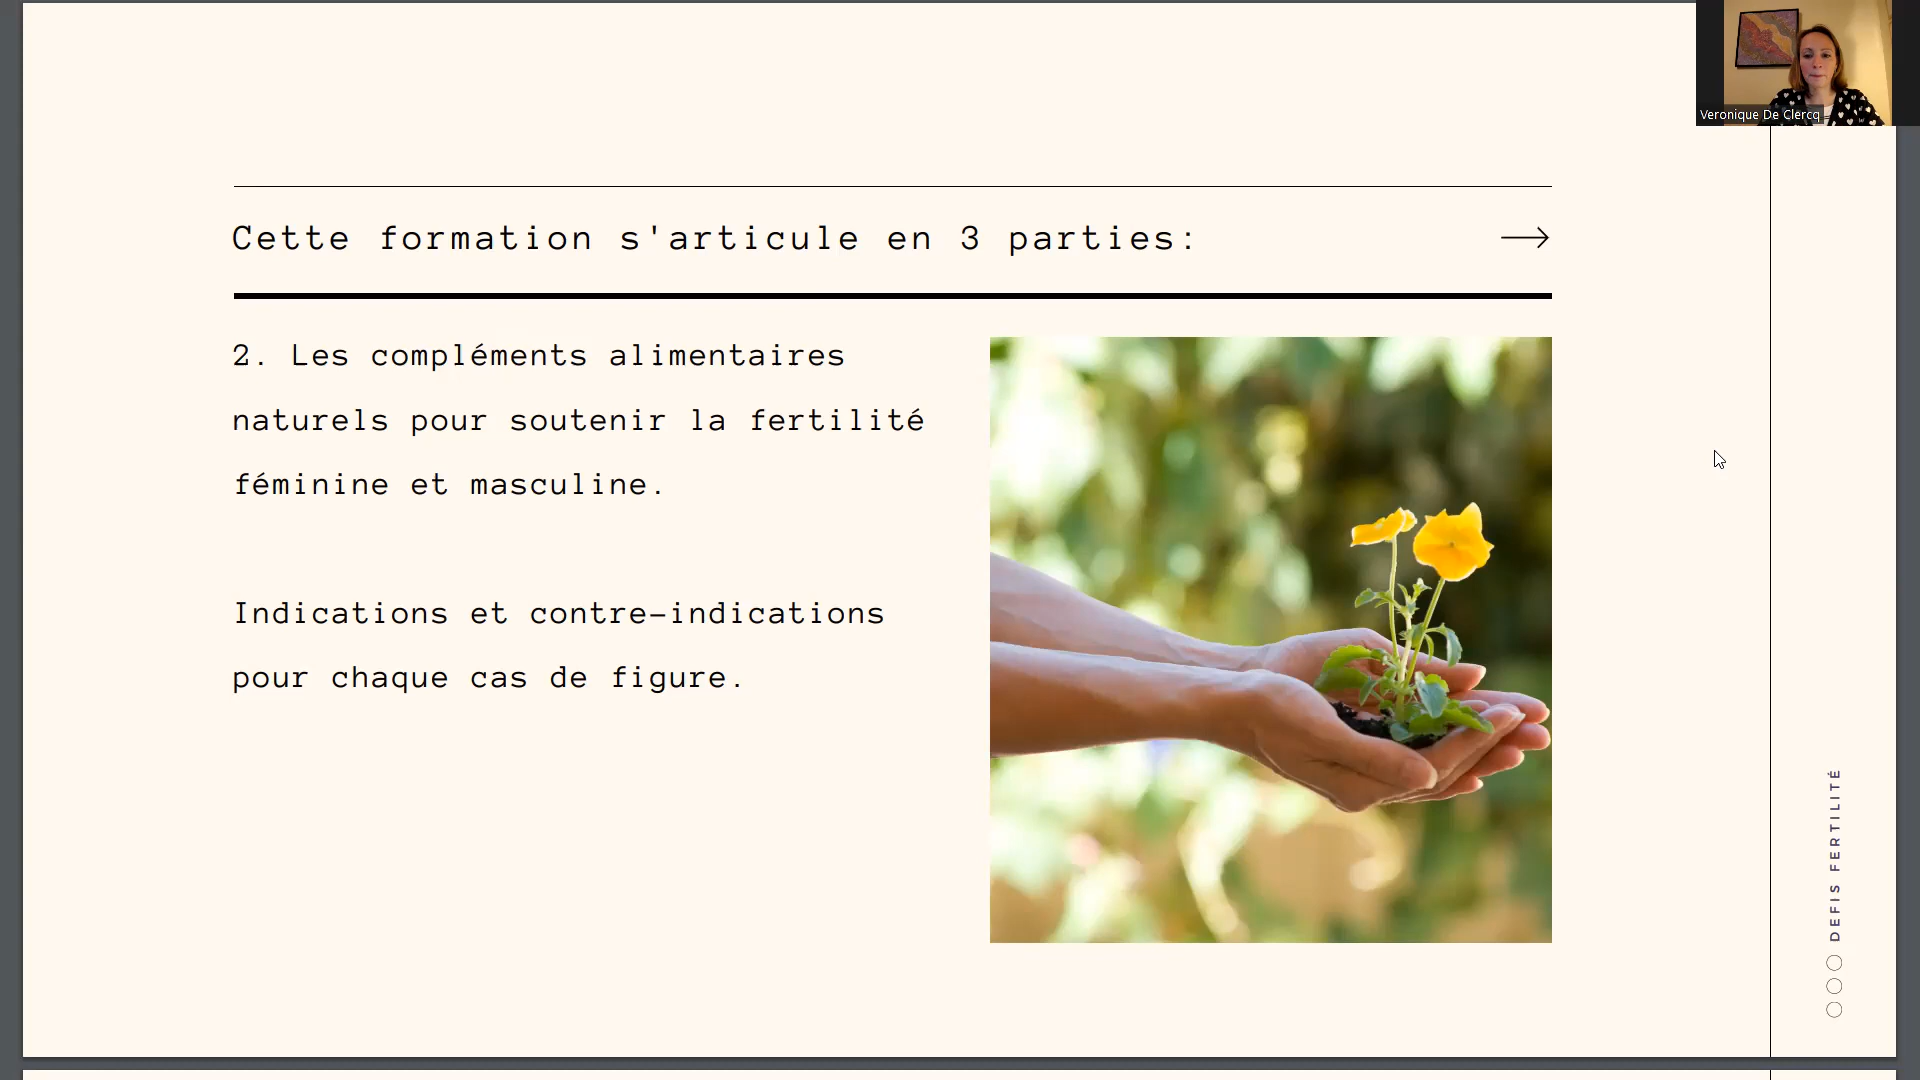 Veronique De Clercq
Cette formation s'articule en 3 parties:
2. Les compléments alimentaires
naturels pour soutenir la fertilité
féminine et masculine.
Indications et contre-indications
pour chaque cas de figure.
DEFIS FERTILITÉ